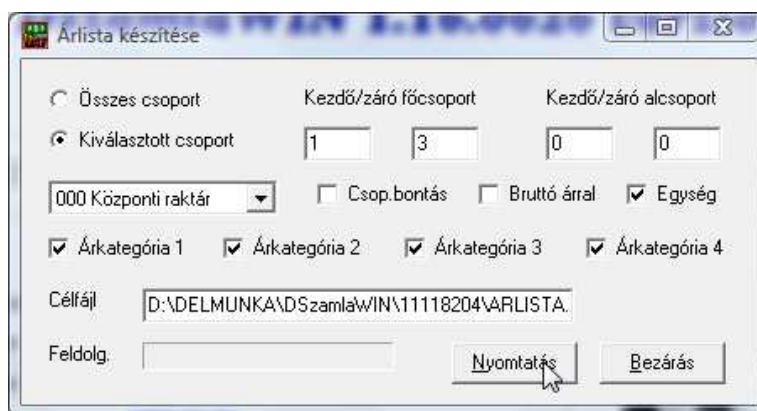 Árlista készítése
Összes csoport
Kezdő/záró főcsoport
Kezdő/záró alcsoport
Kiválasztott csoport
1 3 0 0
000 Központi raktár
Csop.bontás
Bruttó árral
Egység
Árkategória 1
Árkategória 2
Árkategória 3
Árkategória 4
Célfájl
D:\DELMUNKA\DSzamlaWIN\11118204\ARLISTA.
Feldolg.
Nyomtatás
Bezárás